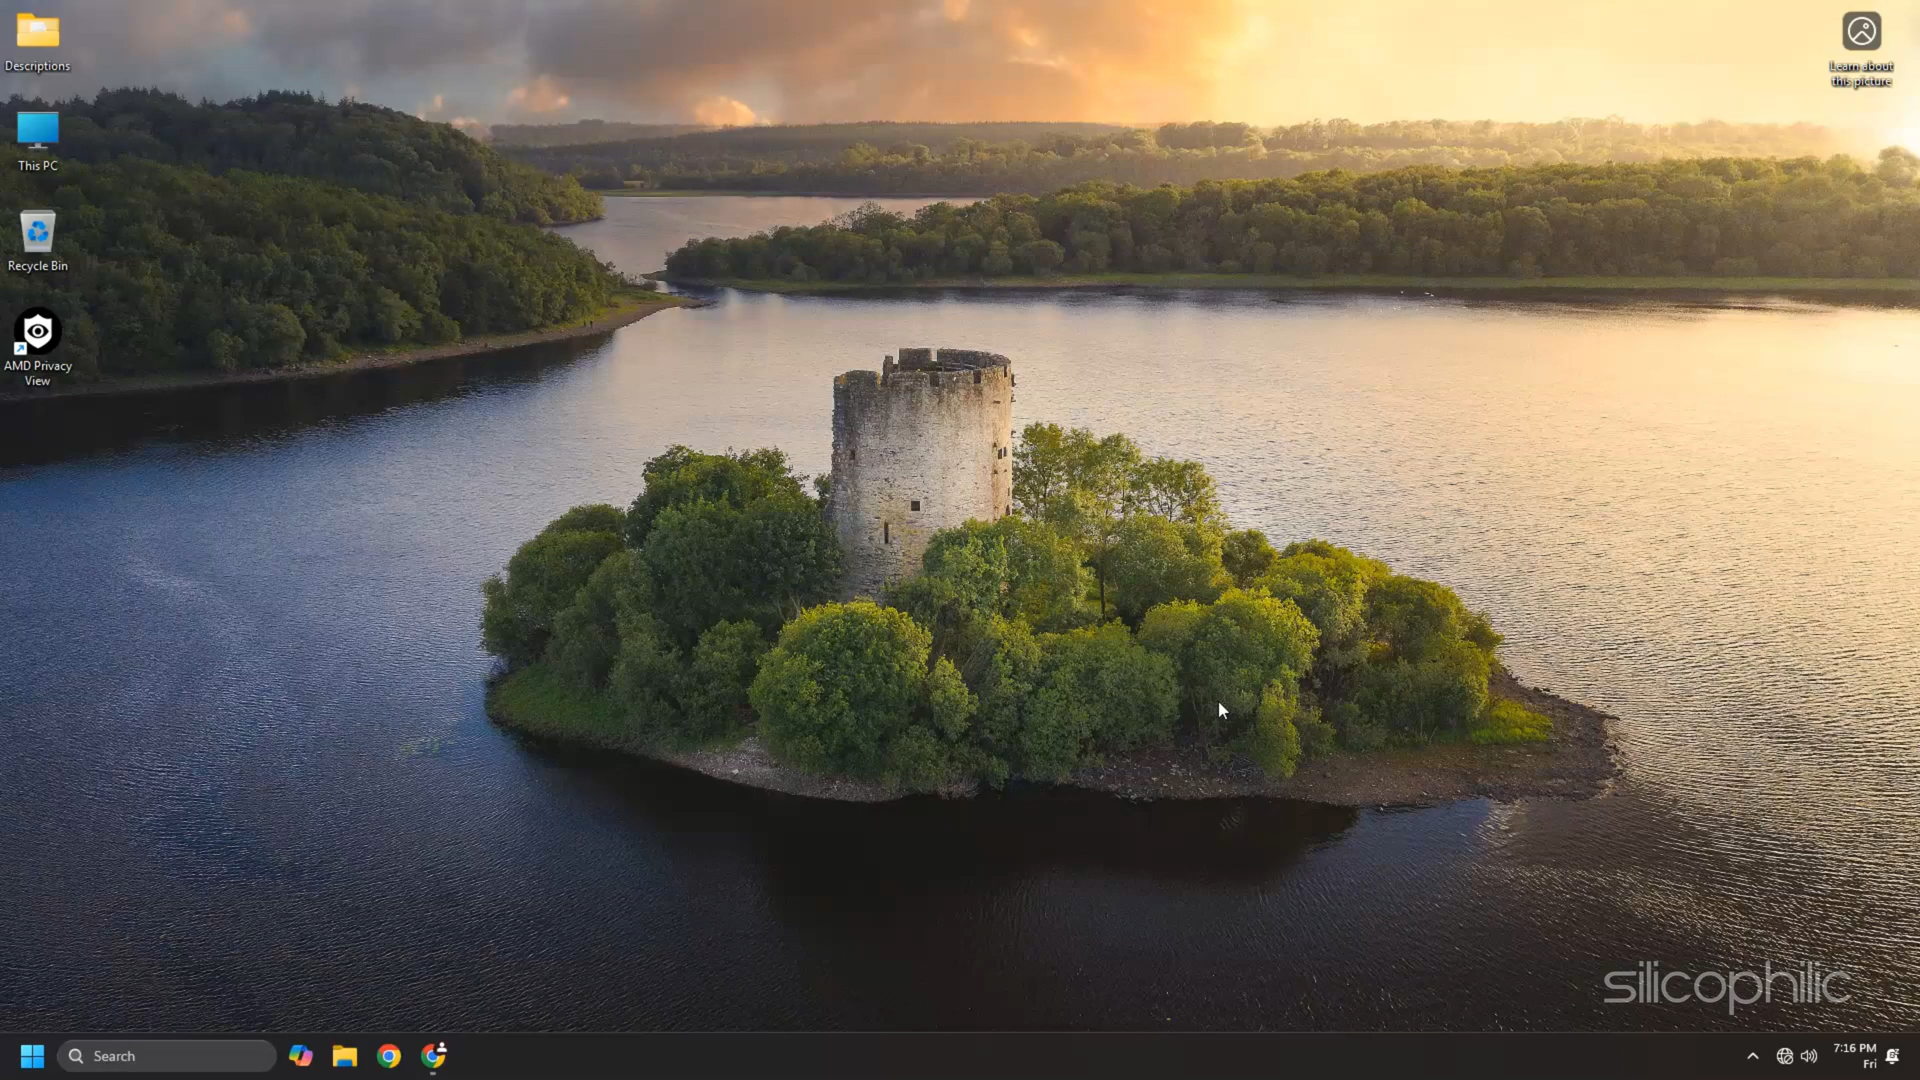 Descriptions
This PC
Recycle Bin
AMD Privacy
View
Learn about
this picture
silicophilic
Search
7:16 PM
Fri